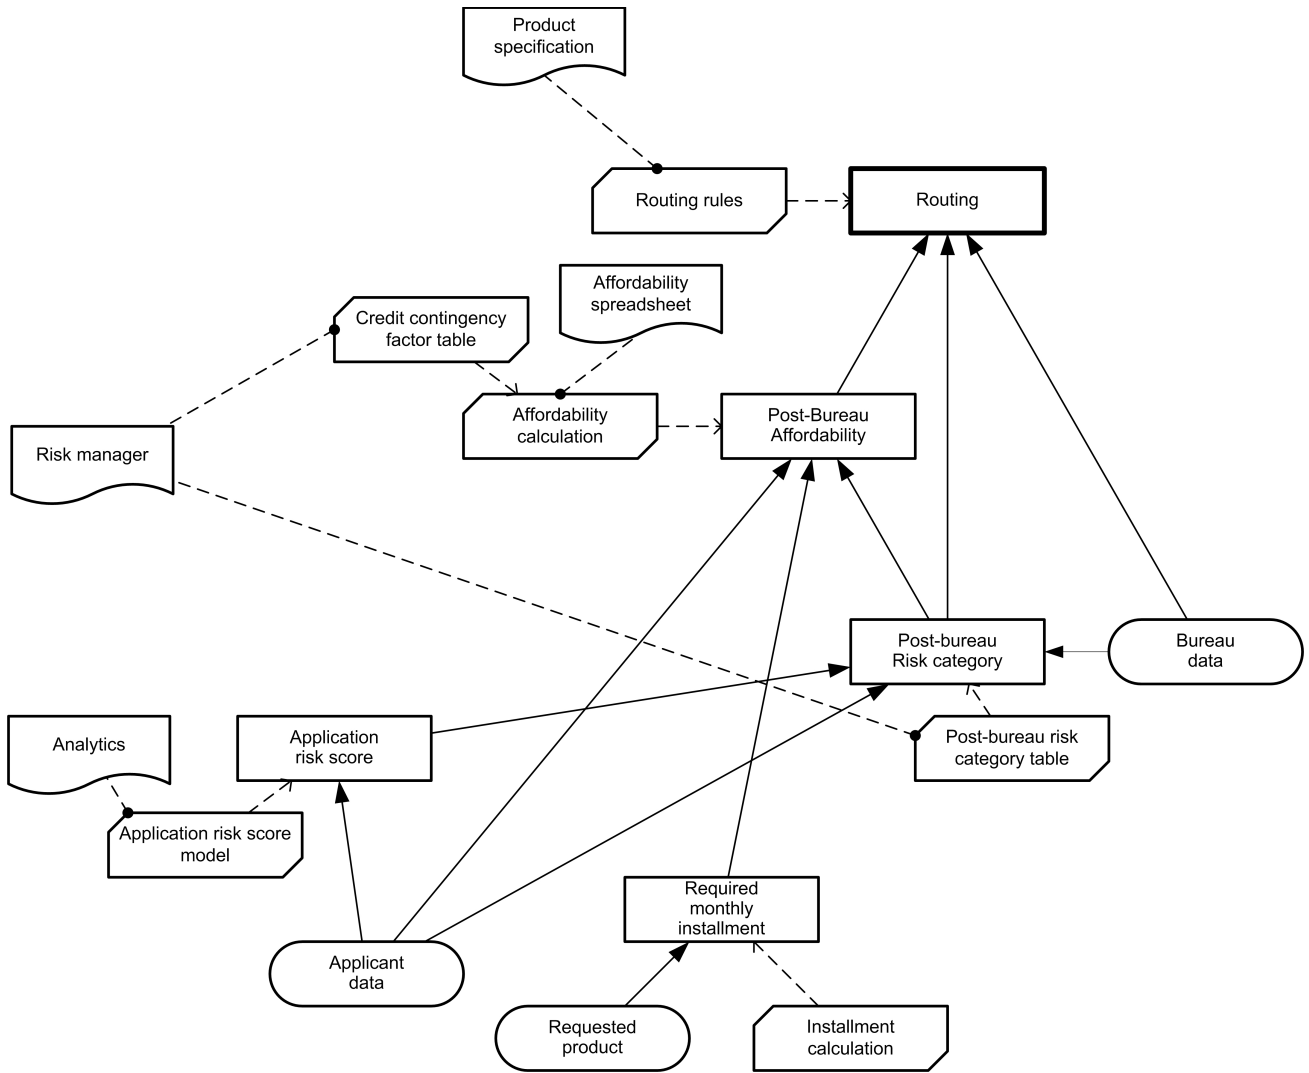 Product
specification
Routing rules
Routing
Affordability
spreadsheet
Credit contingency
factor table
Affordability
calculation
Post-Bureau
Affordability
Risk manager
Post-bureau
Risk category
Bureau
data
Analytics
Application
risk score
Post-bureau risk
category table
Application risk score
model
Required
monthly
installment
Applicant
data
Requested
product
Installment
calculation